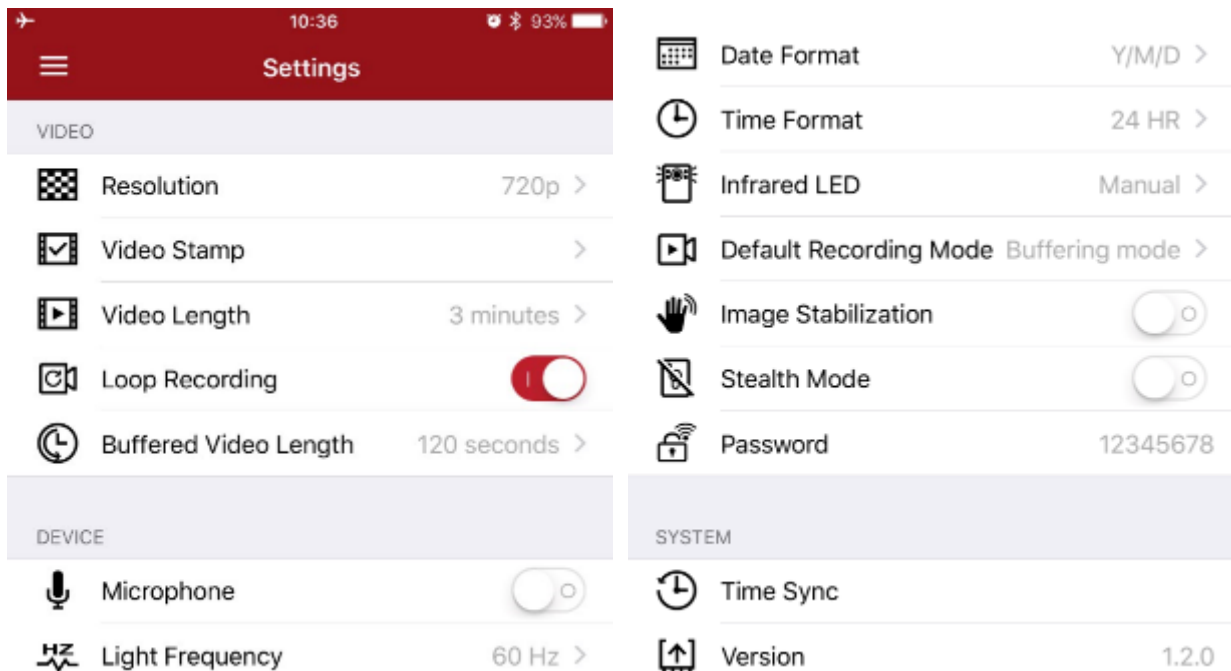 10:36 93%
Settings
VIDEO
Resolution 720p
Video Stamp
Video Length 3 minutes
Loop Recording
Buffered Video Length 120 seconds
DEVICE
Microphone
HZ Light Frequency 60 Hz
Date Format Y/M/D
Time Format 24 HR
Infrared LED Manual
Default Recording Mode Buffering mode
Image Stabilization
Stealth Mode
Password 12345678
SYSTEM
Time Sync
Version 1.2.0